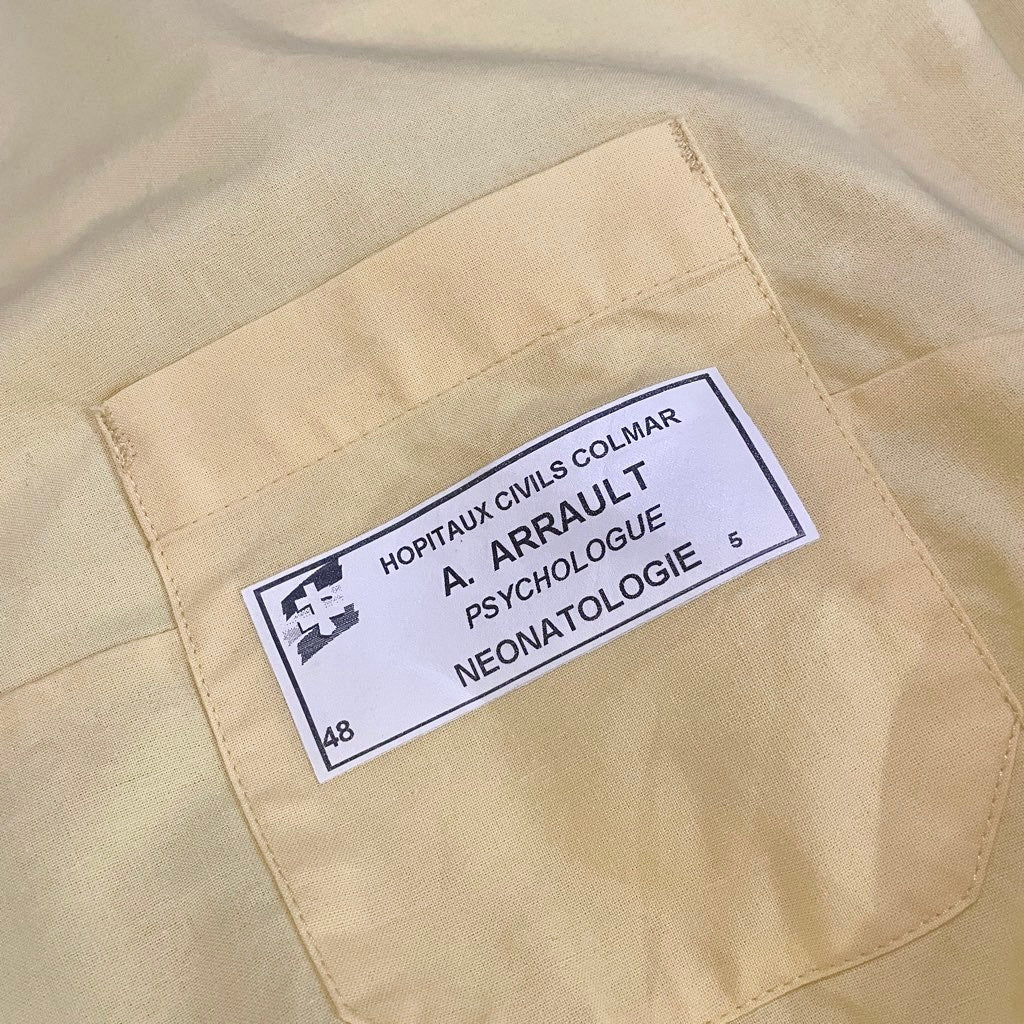 HOPITAUX CIVILS COLMAR
A. ARRAULT
PSYCHOLOGUE
NEONATOLOGIE 5
48